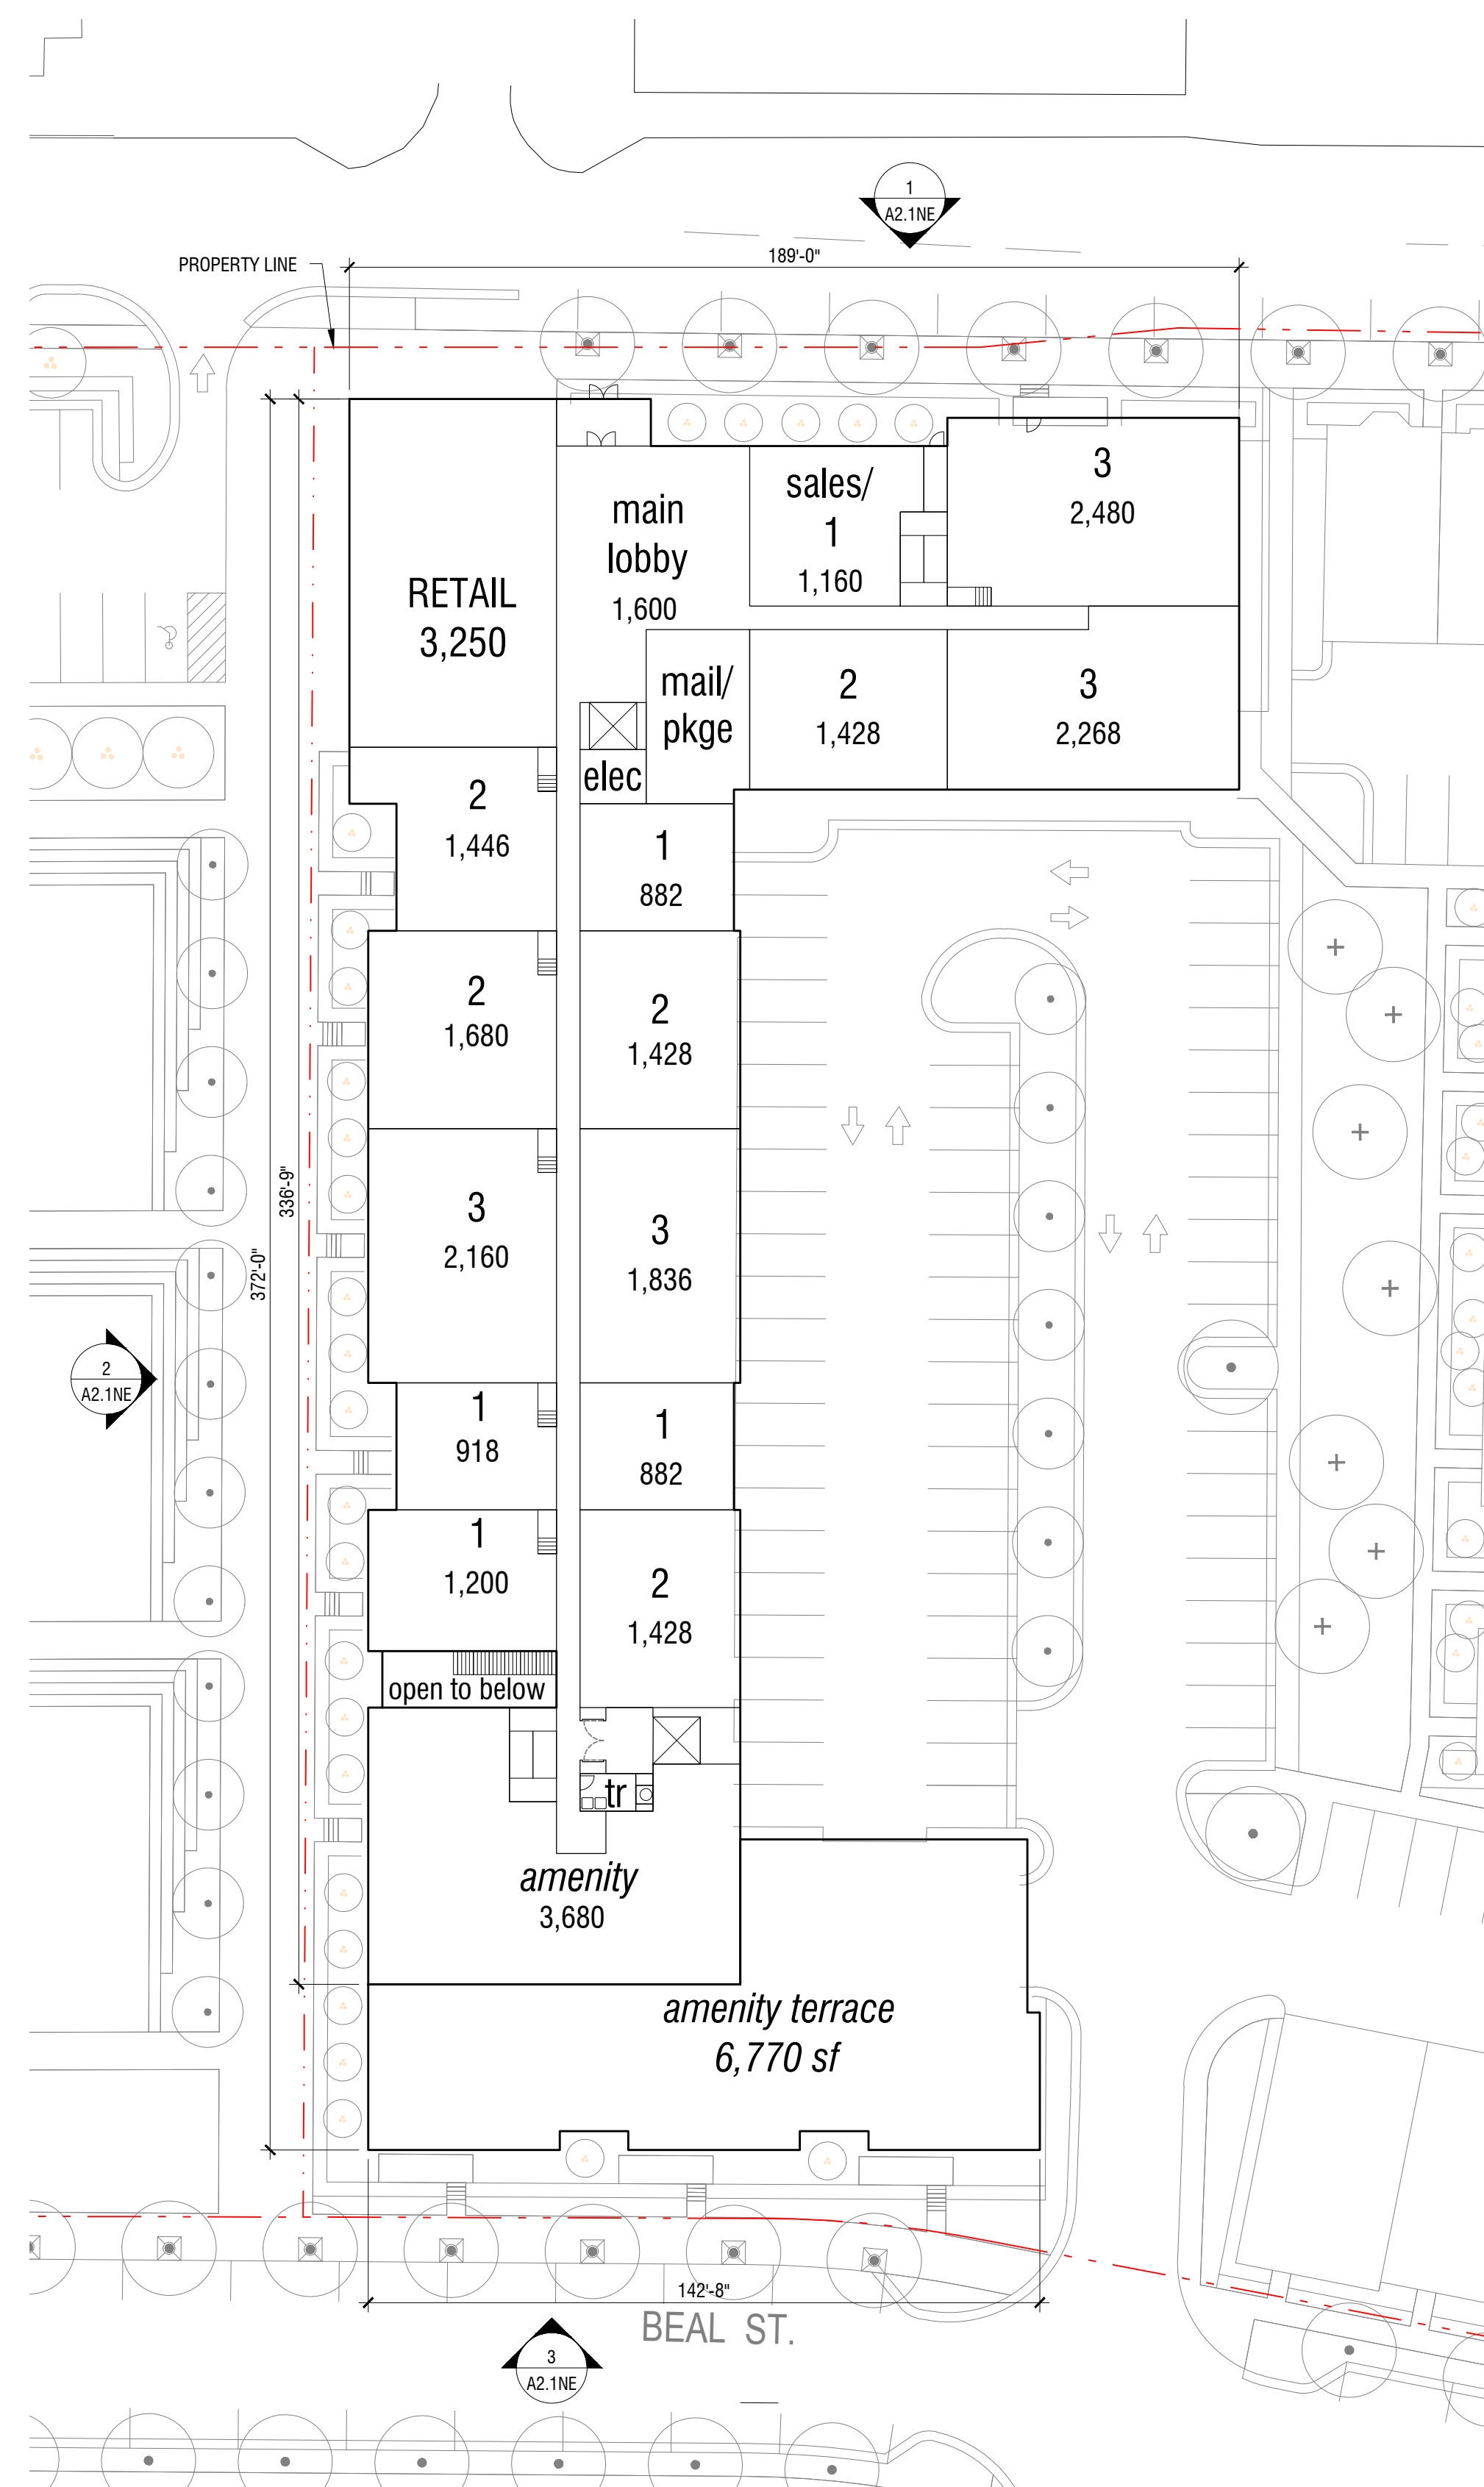 1
A2.1NE
189'-0"
PROPERTY LINE
3
2,480
sales/
1
1,160
main
lobby
1,600
RETAIL
3,250
mail/
pkge
2
1,428
3
2,268
elec
2
1,446
1
882
2
1,680
2
1,428
336'-9"
372'-0"
3
2,160
3
1,836
2
A2.1NE
1
918
1
882
1
1,200
2
1,428
open to below
tr
amenity
3,680
amenity terrace
6,770 sf
142'-8"
BEAL ST.
3
A2.1NE